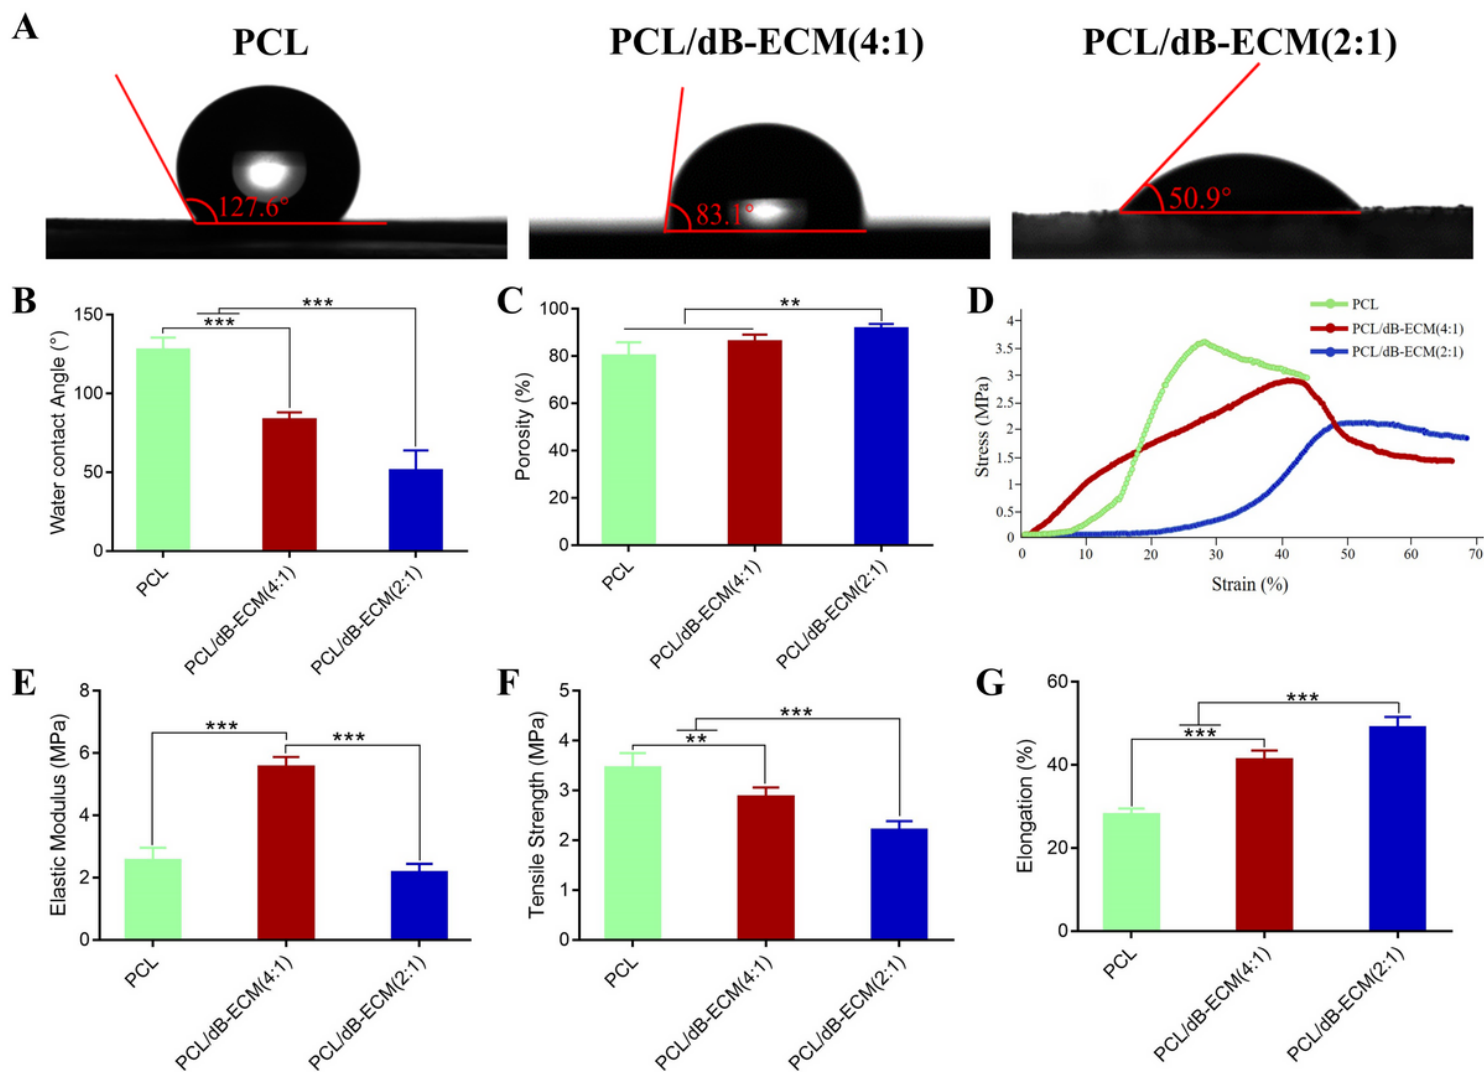 A
PCL
PCL/dB-ECM(4:1)
PCL/dB-ECM(2:1)
127.6°
83.1°
50.9°
B
Water contact Angle (°)
150
100
50
0
***
***
PCL
PCL/dB-ECM(4:1)
PCL/dB-ECM(2:1)
C
Porosity (%)
100
80
60
40
20
0
**
PCL
PCL/dB-ECM(4:1)
PCL/dB-ECM(2:1)
D
PCL
PCL/dB-ECM(4:1)
PCL/dB-ECM(2:1)
Stress (MPa)
4
3.5
3
2.5
2
1.5
1
0.5
0
0 10 20 30 40 50 60 70
Strain (%)
E
Elastic Modulus (MPa)
8
6
4
2
0
***
***
PCL
PCL/dB-ECM(4:1)
PCL/dB-ECM(2:1)
F
Tensile Strength (MPa)
5
4
3
2
1
0
***
**
PCL
PCL/dB-ECM(4:1)
PCL/dB-ECM(2:1)
G
Elongation (%)
60
40
20
0
***
***
PCL
PCL/dB-ECM(4:1)
PCL/dB-ECM(2:1)